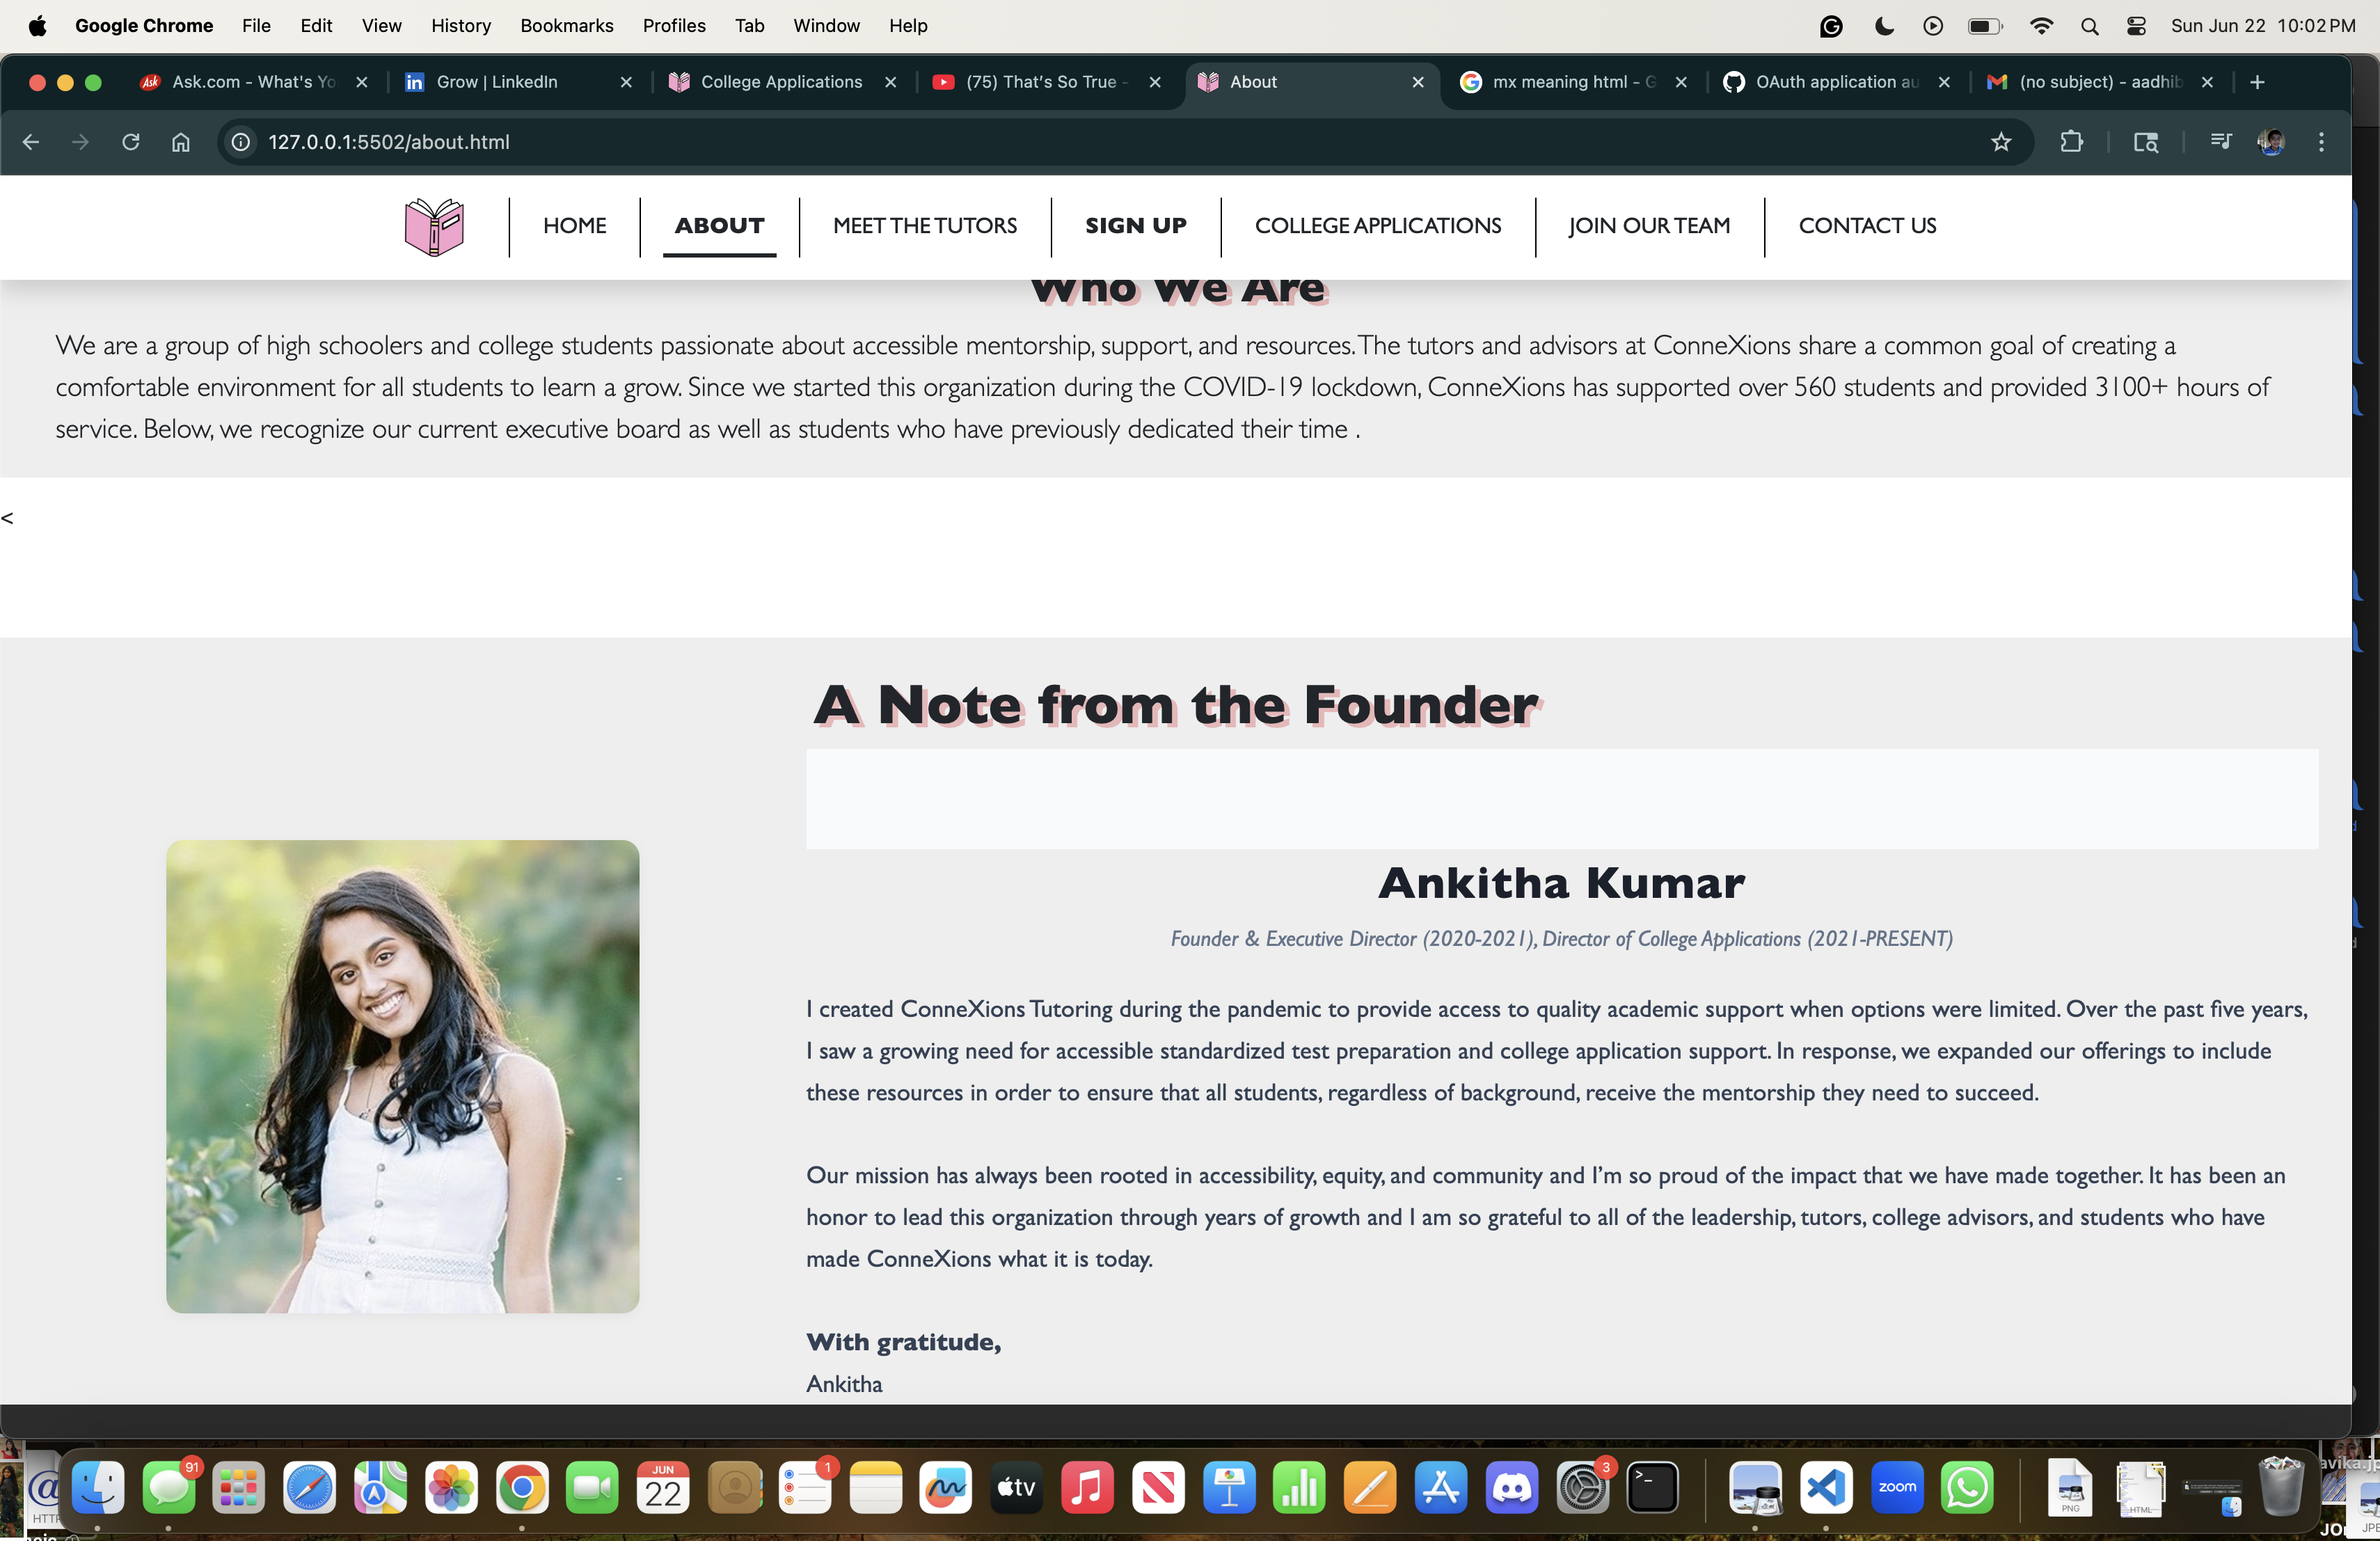 Google Chrome File Edit View History Bookmarks Profiles Tab Window Help Sun Jun 22 10:02 PM
Ask Ask.com - What's Yo in Grow | LinkedIn College Applications (75) That's So True - About mx meaning html - G OAuth application au (no subject) - aadhib
127.0.0.1:5502/about.html
HOME ABOUT MEET THE TUTORS SIGN UP COLLEGE APPLICATIONS JOIN OUR TEAM CONTACT US
Who We Are
We are a group of high schoolers and college students passionate about accessible mentorship, support, and resources. The tutors and advisors at ConneXions share a common goal of creating a
comfortable environment for all students to learn a grow. Since we started this organization during the COVID-19 lockdown, ConneXions has supported over 560 students and provided 3100+ hours of
service. Below, we recognize our current executive board as well as students who have previously dedicated their time .
<
A Note from the Founder
Ankitha Kumar
Founder & Executive Director (2020-2021), Director of College Applications (2021-PRESENT)
I created ConneXions Tutoring during the pandemic to provide access to quality academic support when options were limited. Over the past five years,
I saw a growing need for accessible standardized test preparation and college application support. In response, we expanded our offerings to include
these resources in order to ensure that all students, regardless of background, receive the mentorship they need to succeed.
Our mission has always been rooted in accessibility, equity, and community and I'm so proud of the impact that we have made together. It has been an
honor to lead this organization through years of growth and I am so grateful to all of the leadership, tutors, college advisors, and students who have
made ConneXions what it is today.
With gratitude,
Ankitha
91 JUN 22 1 tv 3 zoom
PNG HTML